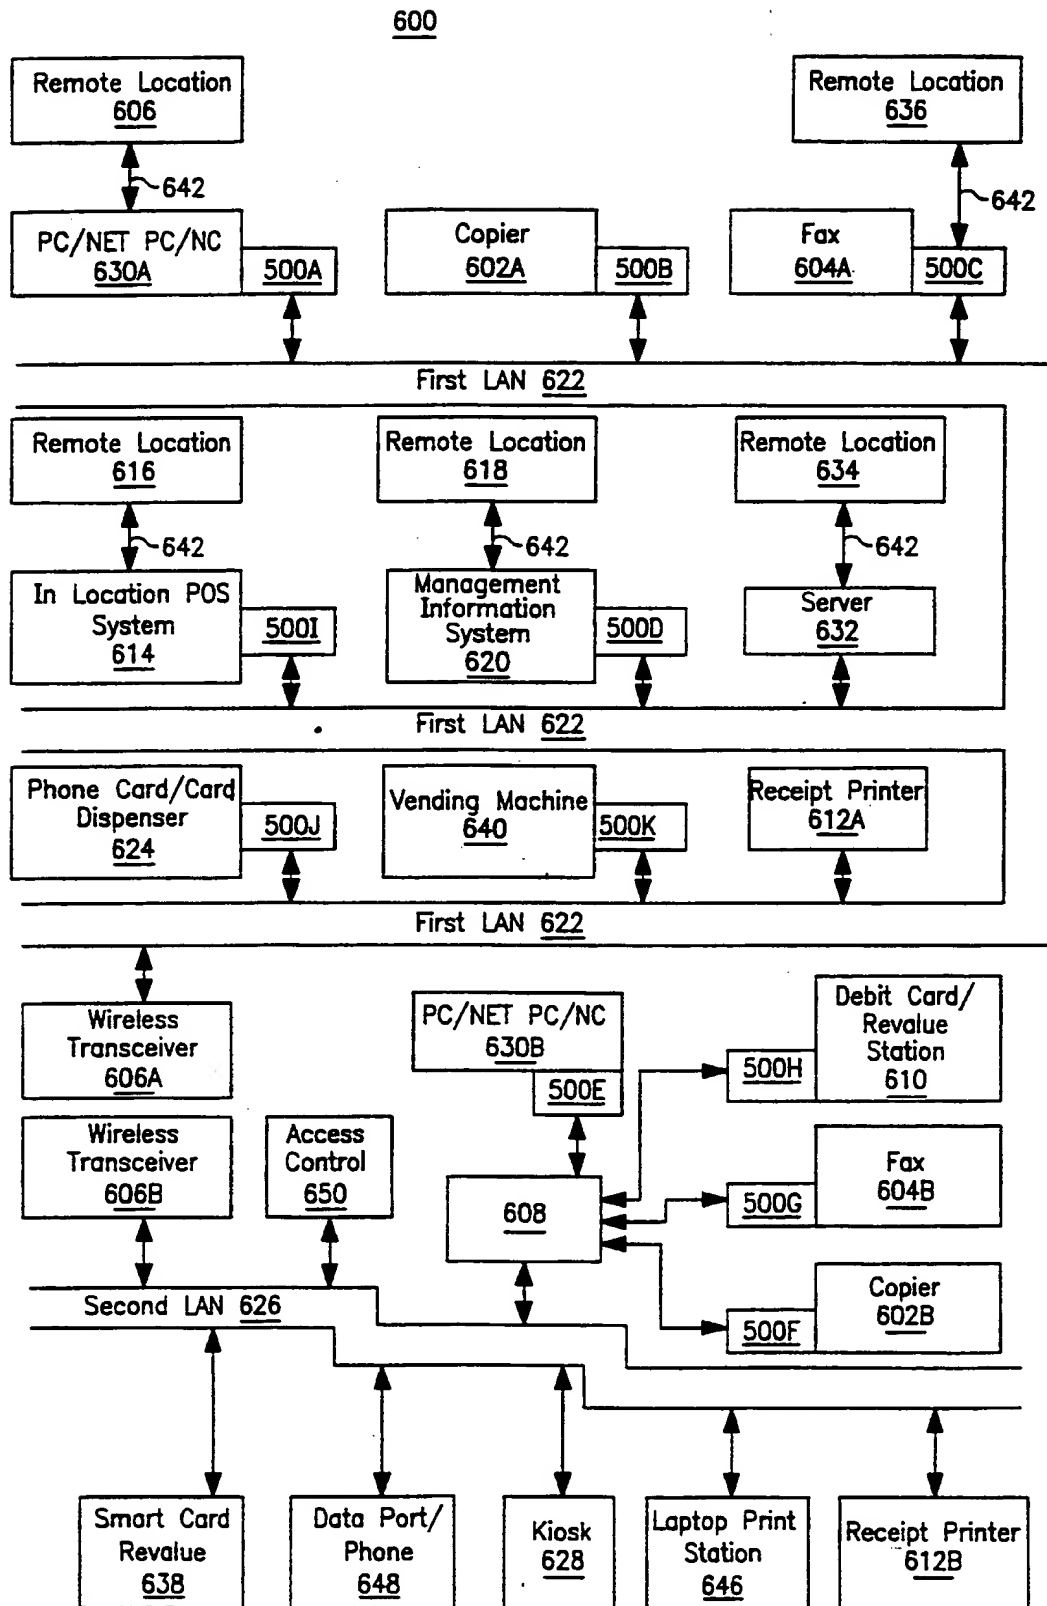 600
Remote Location
606
Remote Location
636
642
642
PC/NET PC/NC
630A
500A
Copier
602A
500B
Fax
604A
500C
First LAN 622
Remote Location
616
Remote Location
618
Remote Location
634
642
642
642
In Location POS
System
614
500I
Management
Information
System
620
500D
Server
632
First LAN 622
Phone Card/Card
Dispenser
624
500J
Vending Machine
640
500K
Receipt Printer
612A
First LAN 622
Wireless
Transceiver
606A
PC/NET PC/NC
630B
500E
Debit Card/
Revalue
Station
610
500H
Wireless
Transceiver
606B
Access
Control
650
608
Fax
604B
500G
Copier
602B
500F
Second LAN 626
Smart Card
Revalue
638
Data Port/
Phone
648
Kiosk
628
Laptop Print
Station
646
Receipt Printer
612B